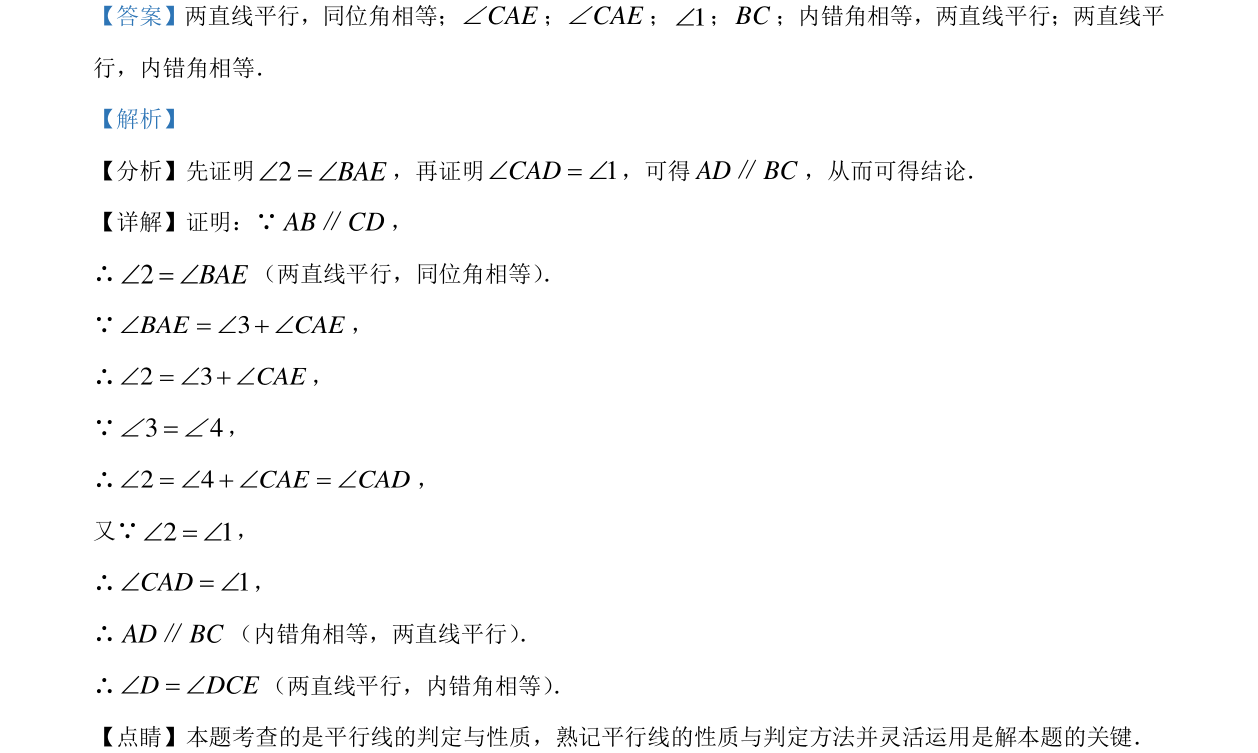 【答案】两直线平行，同位角相等；∠CAE；∠CAE；∠1；BC；内错角相等，两直线平行；两直线平
行，内错角相等．
【解析】
【分析】先证明∠2=∠BAE，再证明∠CAD=∠1，可得AD∥BC，从而可得结论．
【详解】证明：∵AB∥CD，
∴∠2=∠BAE（两直线平行，同位角相等）．
∵∠BAE=∠3+∠CAE，
∴∠2=∠3+∠CAE，
∵∠3=∠4，
∴∠2=∠4+∠CAE=∠CAD，
又∵∠2=∠1，
∴∠CAD=∠1，
∴AD∥BC（内错角相等，两直线平行）．
∴∠D=∠DCE（两直线平行，内错角相等）．
【点睛】本题考查的是平行线的判定与性质，熟记平行线的性质与判定方法并灵活运用是解本题的关键．